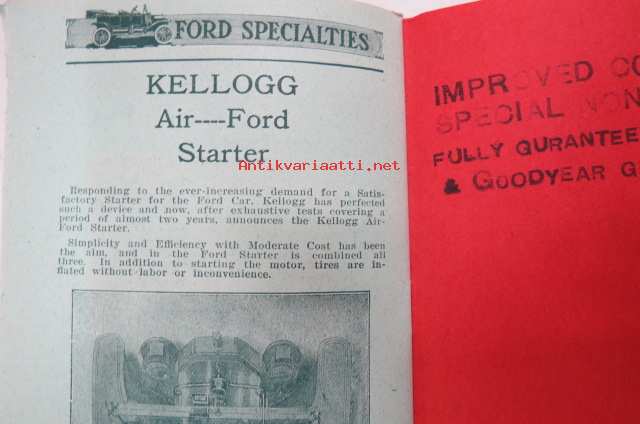 FORD SPECIALTIES
KELLOGG
Air----Ford
Starter
Antikvariaatti.net
Responding to the ever-increasing demand for a Satis-
factory Starter for the Ford Car, Kellogg has perfected
such a device and now, after exhaustive tests covering a
period of almost two years, announces the Kellogg Air-
Ford Starter.
Simplicity and Efficiency with Moderate Cost has been
the aim, and in the Ford Starter is combined all
three. In addition to starting the motor, tires are in-
flated without labor or inconvenience.
IMPROVED CO
SPECIAL NON
FULLY GURANTEE
& GOODYEAR G